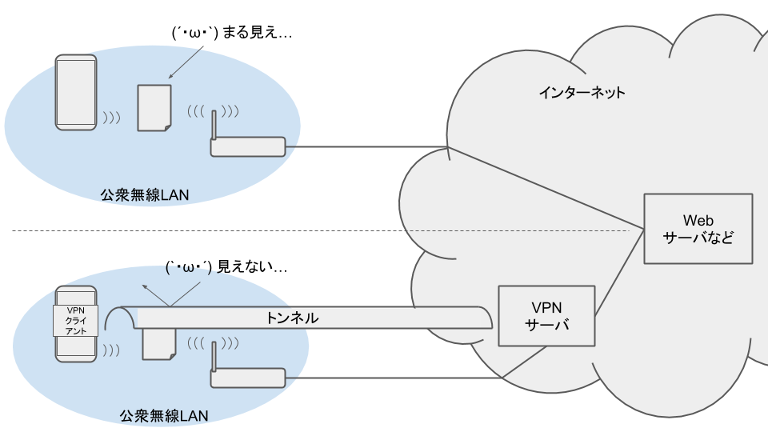 (´・ω・`) まる見え…
インターネット
公衆無線LAN
Web
サーバなど
(`・ω・´) 見えない…
VPN
クライ
アント
トンネル
VPN
サーバ
公衆無線LAN